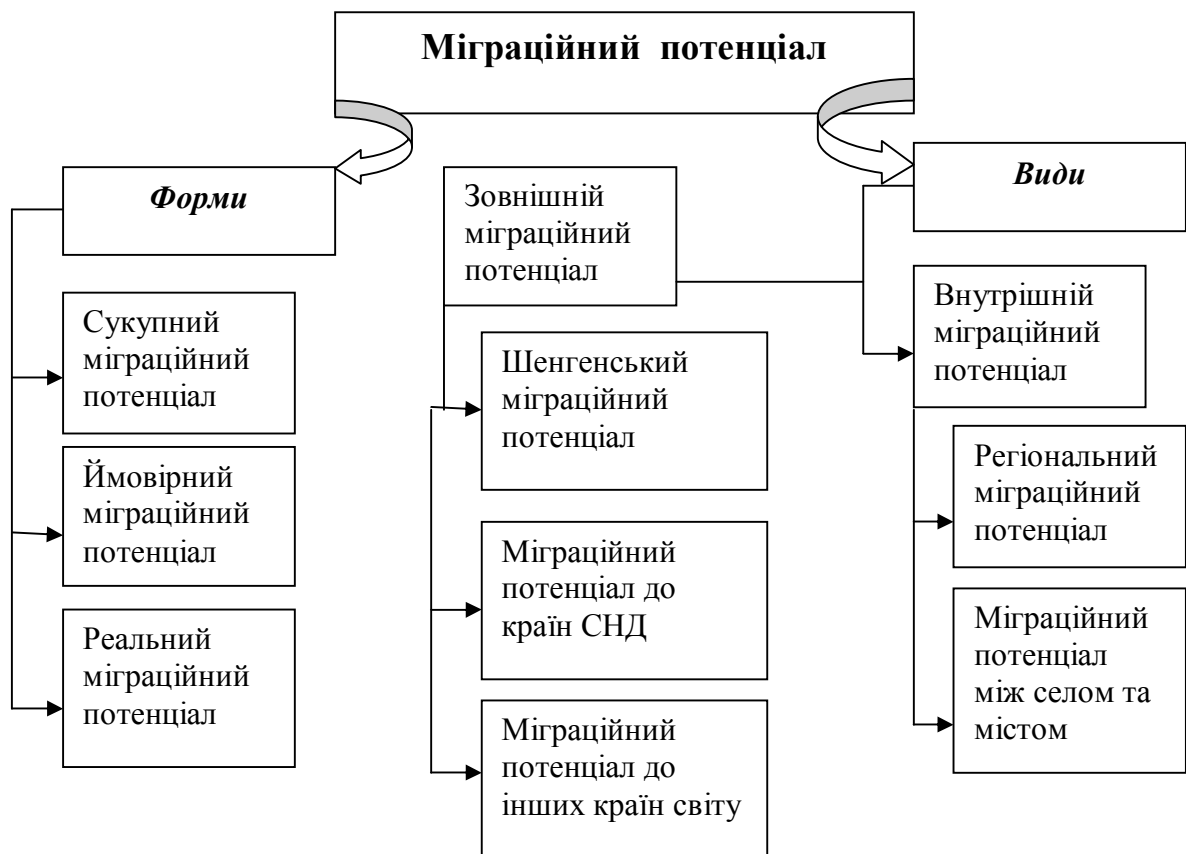 Міграційний потенціал
Форми
Сукупний
міграційний
потенціал
Ймовірний
міграційний
потенціал
Реальний
міграційний
потенціал
Зовнішній
міграційний
потенціал
Шенгенський
міграційний
потенціал
Міграційний
потенціал до
країн СНД
Міграційний
потенціал до
інших країн світу
Види
Внутрішній
міграційний
потенціал
Регіональний
міграційний
потенціал
Міграційний
потенціал
між селом та
містом